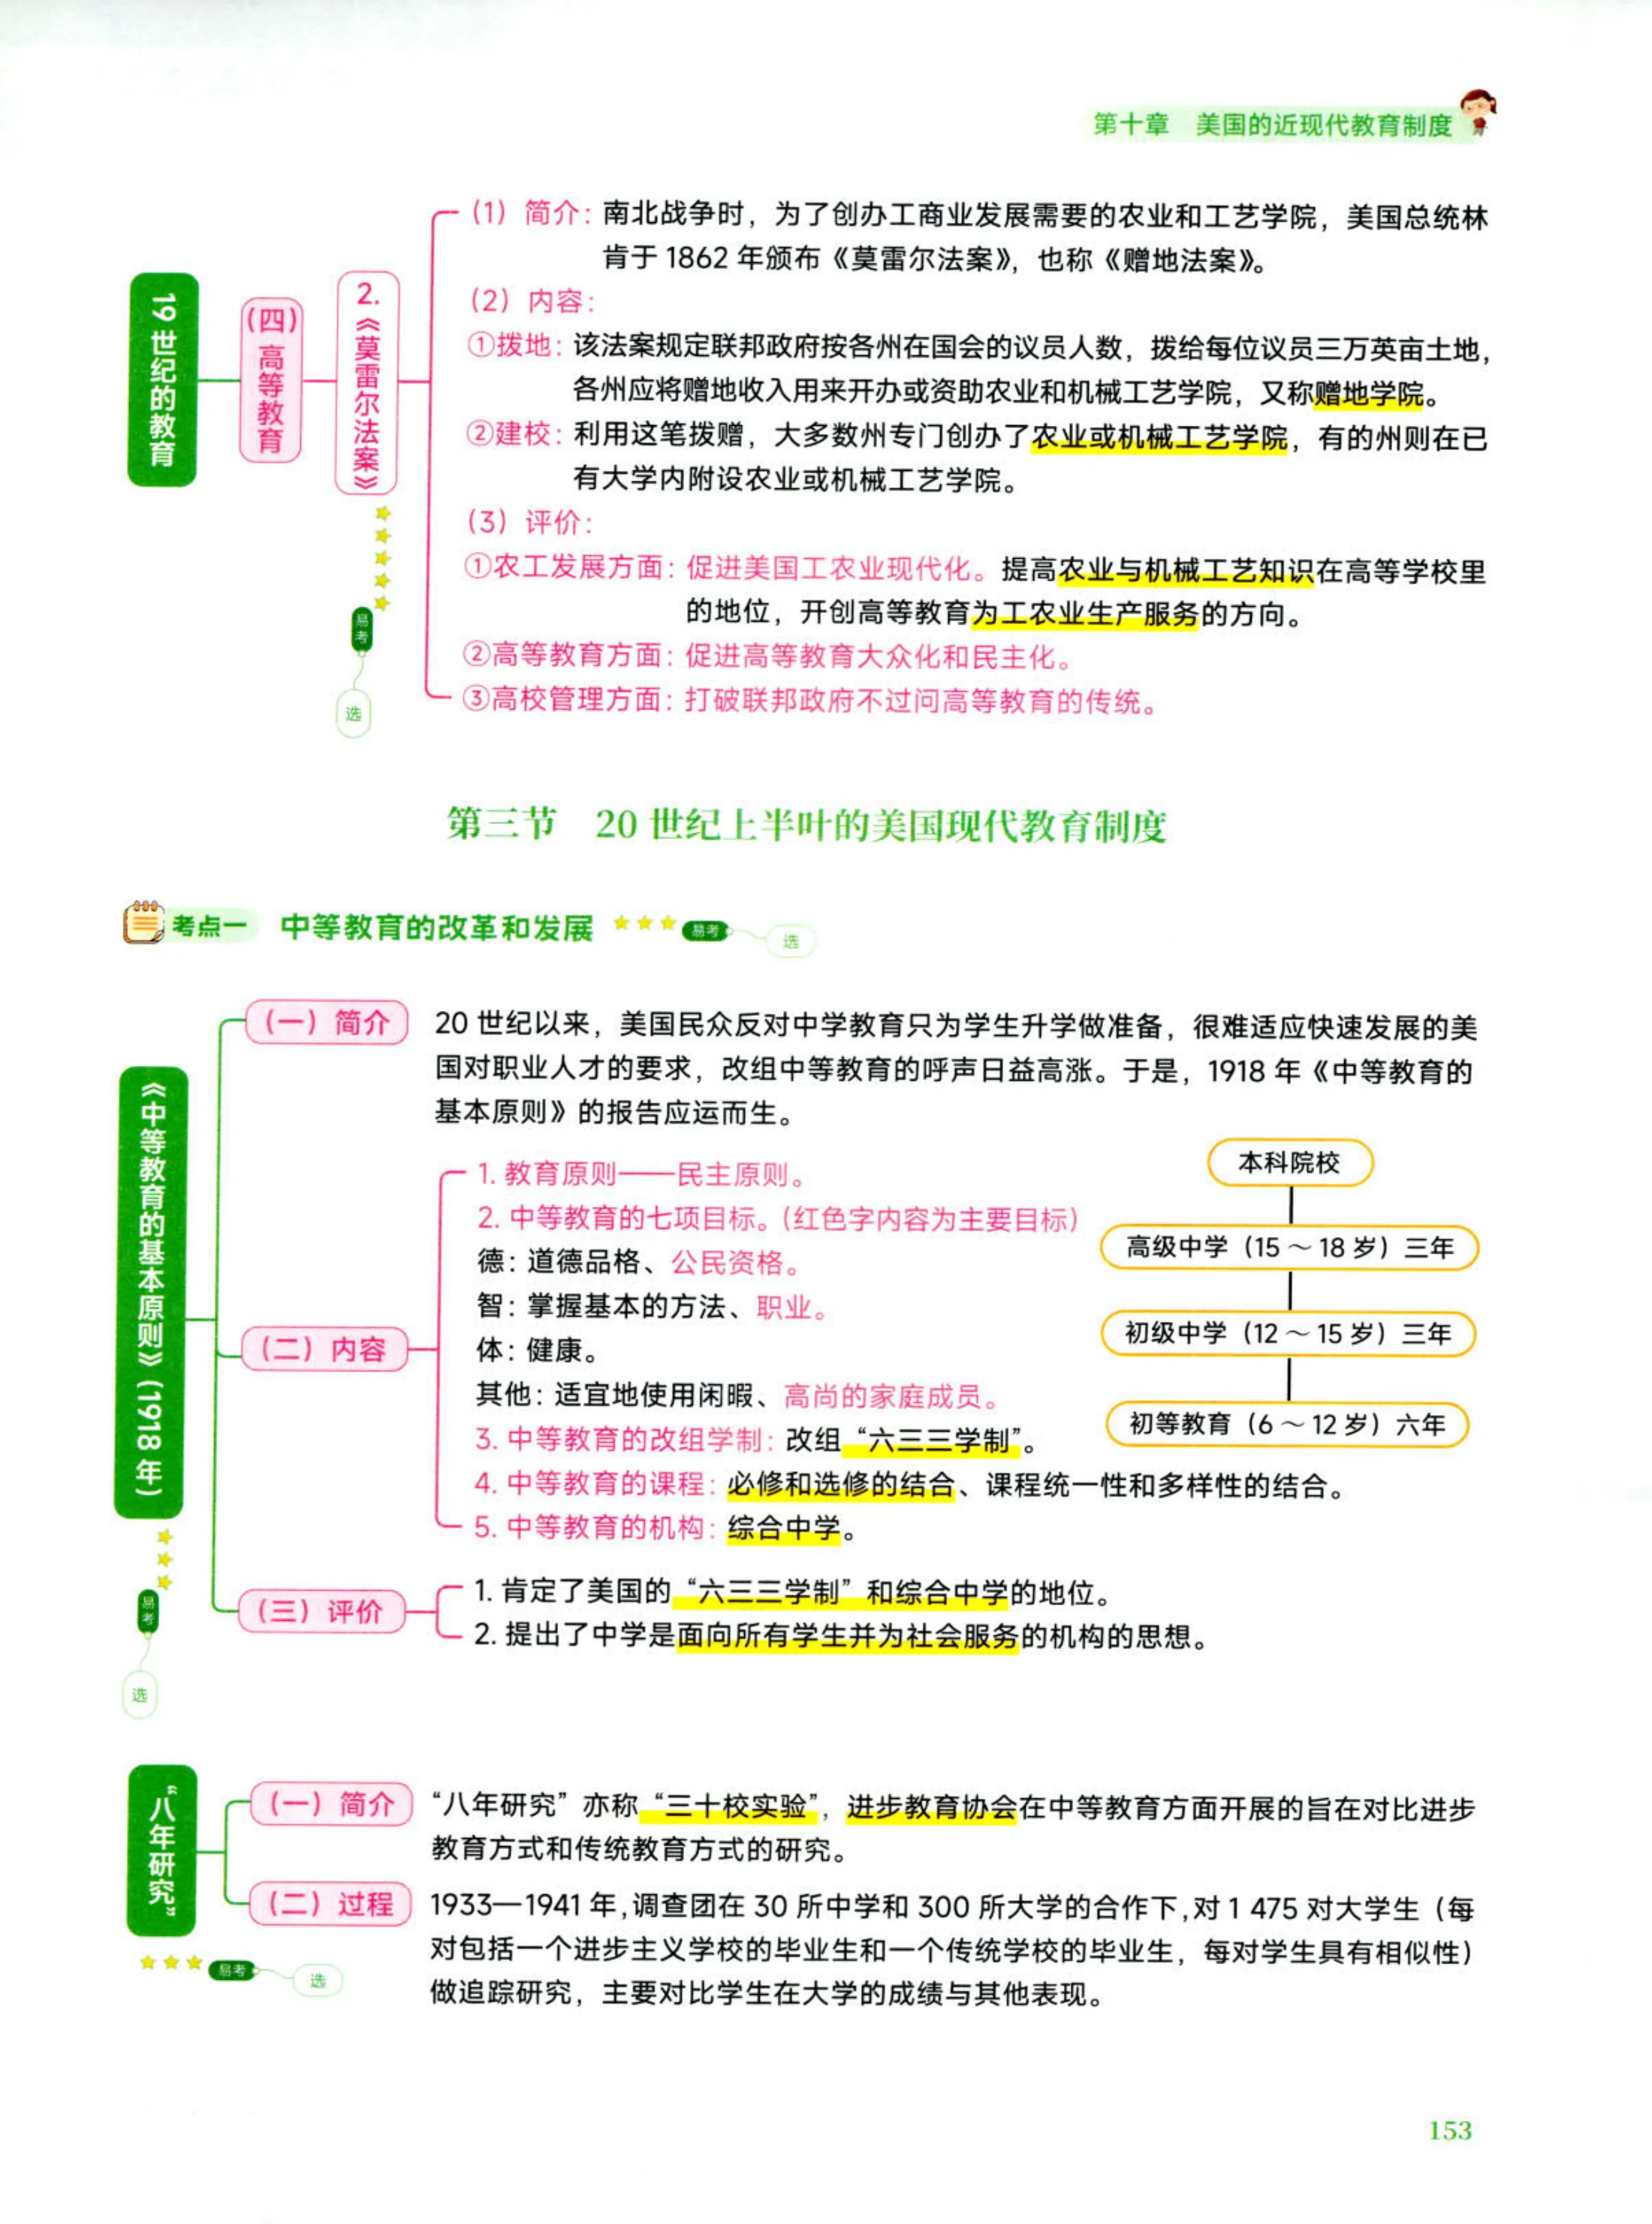 第十章 美国的近现代教育制度
19世纪的教育
(四)高等教育
2.《莫雷尔法案》
易考
选
(1) 简介：南北战争时，为了创办工商业发展需要的农业和工艺学院，美国总统林
肯于 1862 年颁布《莫雷尔法案》，也称《赠地法案》。
(2) 内容：
①拨地：该法案规定联邦政府按各州在国会的议员人数，拨给每位议员三万英亩土地，
各州应将赠地收入用来开办或资助农业和机械工艺学院，又称赠地学院。
②建校：利用这笔拨赠，大多数州专门创办了农业或机械工艺学院，有的州则在已
有大学内附设农业或机械工艺学院。
(3) 评价：
①农工发展方面：促进美国工农业现代化。提高农业与机械工艺知识在高等学校里
的地位，开创高等教育为工农业生产服务的方向。
②高等教育方面：促进高等教育大众化和民主化。
③高校管理方面：打破联邦政府不过问高等教育的传统。
第三节 20 世纪上半叶的美国现代教育制度
考点一 中等教育的改革和发展 易考 选
《中等教育的基本原则》(1918 年)
易考
选
(一) 简介
20 世纪以来，美国民众反对中学教育只为学生升学做准备，很难适应快速发展的美
国对职业人才的要求，改组中等教育的呼声日益高涨。于是，1918 年《中等教育的
基本原则》的报告应运而生。
(二) 内容
1. 教育原则——民主原则。
2. 中等教育的七项目标。(红色字内容为主要目标)
德：道德品格、公民资格。
智：掌握基本的方法、职业。
体：健康。
其他：适宜地使用闲暇、高尚的家庭成员。
3. 中等教育的改组学制：改组“六三三学制”。
4. 中等教育的课程：必修和选修的结合、课程统一性和多样性的结合。
5. 中等教育的机构：综合中学。
本科院校
高级中学（15～18 岁）三年
初级中学（12～15 岁）三年
初等教育（6～12 岁）六年
(三) 评价
1. 肯定了美国的“六三三学制”和综合中学的地位。
2. 提出了中学是面向所有学生并为社会服务的机构的思想。
“八年研究”
易考
选
(一) 简介
“八年研究”亦称“三十校实验”，进步教育协会在中等教育方面开展的旨在对比进步
教育方式和传统教育方式的研究。
(二) 过程
1933—1941 年，调查团在 30 所中学和 300 所大学的合作下，对 1 475 对大学生（每
对包括一个进步主义学校的毕业生和一个传统学校的毕业生，每对学生具有相似性）
做追踪研究，主要对比学生在大学的成绩与其他表现。
153